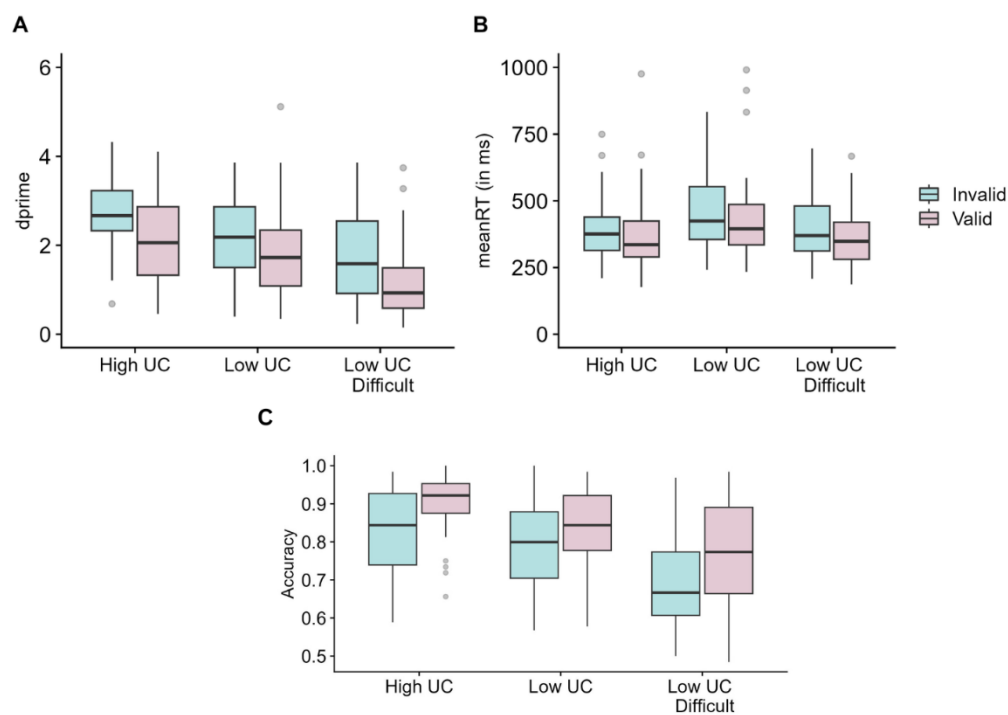 A
6
4
2
0
dprime
High UC
Low UC
Low UC
Difficult
B
1000
750
500
250
0
meanRT (in ms)
High UC
Low UC
Low UC
Difficult
Invalid
Valid
C
1.0
0.9
0.8
0.7
0.6
0.5
Accuracy
High UC
Low UC
Low UC
Difficult